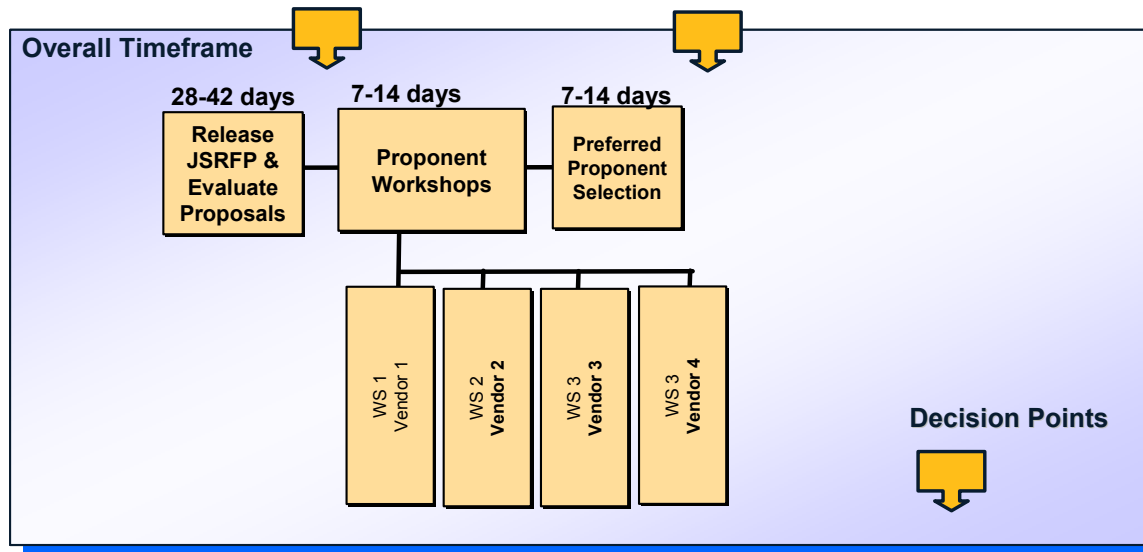 Overall Timeframe
28-42 days
7-14 days
7-14 days
Release
JSRFP &
Evaluate
Proposals
Proponent
Workshops
Preferred
Proponent
Selection
WS 1
Vendor 1
WS 2
Vendor 2
WS 3
Vendor 3
WS 3
Vendor 4
Decision Points